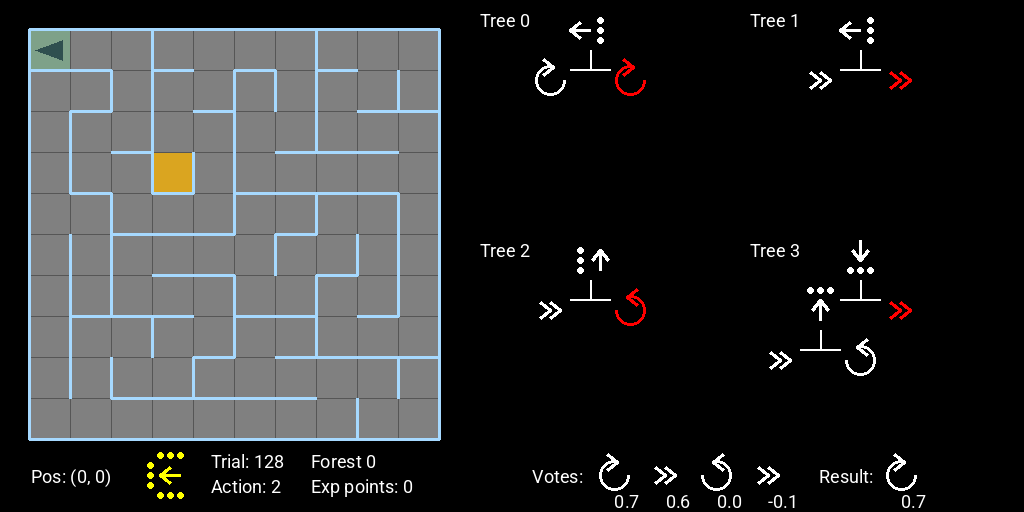 Tree 0
Tree 1
Tree 2
Tree 3
Pos: (0, 0)
Trial: 128
Forest 0
Action: 2
Exp points: 0
Votes:
0.7
0.6
0.0
-0.1
Result:
0.7